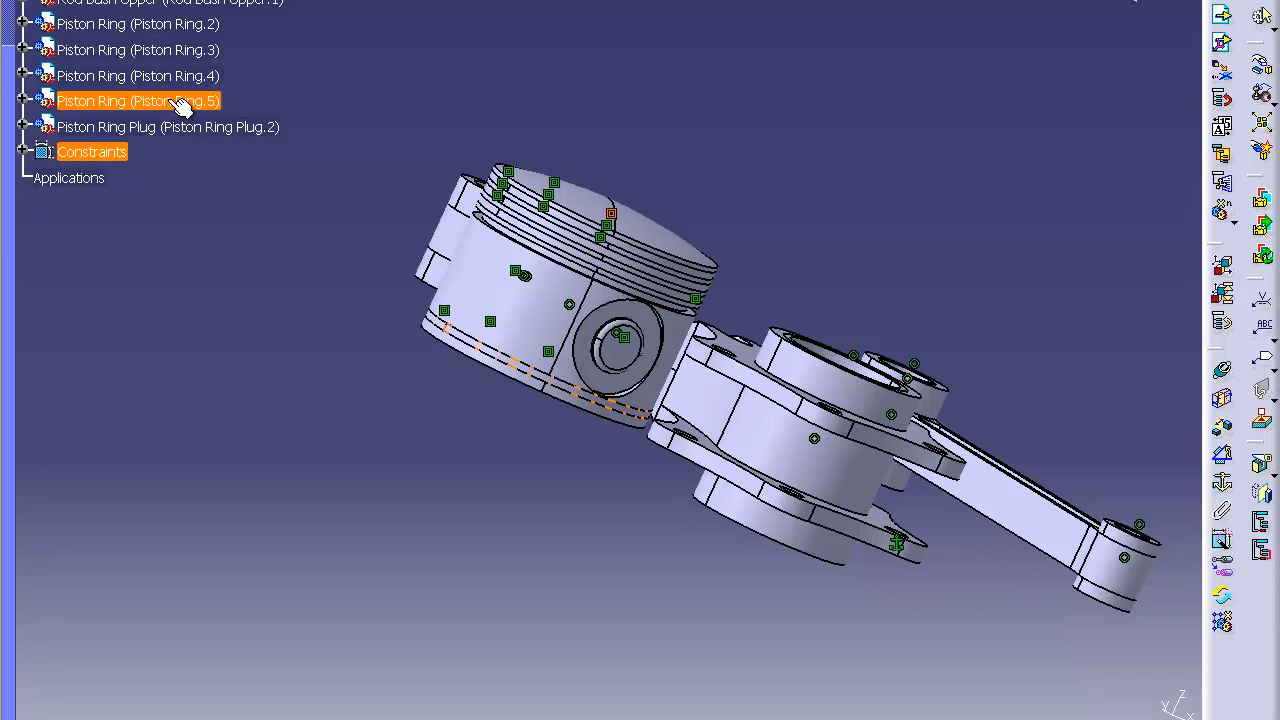 Rod Bush Upper (Rod Bush Upper.1)
Piston Ring (Piston Ring.2)
Piston Ring (Piston Ring.3)
Piston Ring (Piston Ring.4)
Piston Ring (Piston Ring.5)
Piston Ring Plug (Piston Ring Plug.2)
Constraints
Applications
ABC
z
y
x